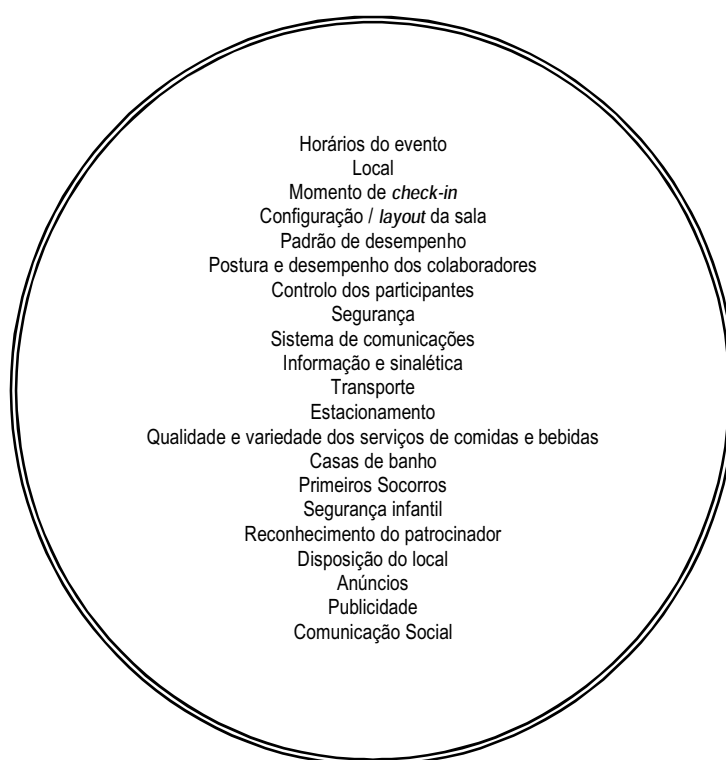 Horários do evento
Local
Momento de check-in
Configuração / layout da sala
Padrão de desempenho
Postura e desempenho dos colaboradores
Controlo dos participantes
Segurança
Sistema de comunicações
Informação e sinalética
Transporte
Estacionamento
Qualidade e variedade dos serviços de comidas e bebidas
Casas de banho
Primeiros Socorros
Segurança infantil
Reconhecimento do patrocinador
Disposição do local
Anúncios
Publicidade
Comunicação Social